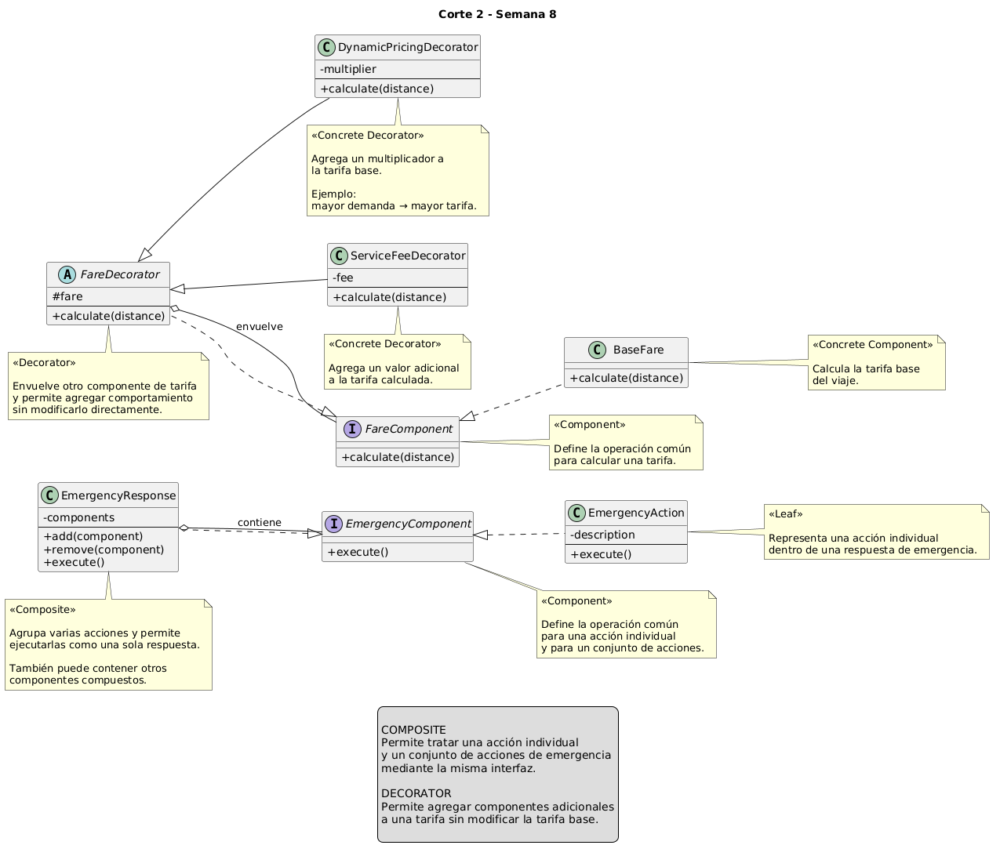 Corte 2 - Semana 8
C DynamicPricingDecorator
-multiplier
+calculate(distance)
«Concrete Decorator»
Agrega un multiplicador a
la tarifa base.
Ejemplo:
mayor demanda → mayor tarifa.
A FareDecorator
#fare
+calculate(distance)
«Decorator»
Envuelve otro componente de tarifa
y permite agregar comportamiento
sin modificarlo directamente.
C ServiceFeeDecorator
-fee
+calculate(distance)
«Concrete Decorator»
Agrega un valor adicional
a la tarifa calculada.
envuelve
C BaseFare
+calculate(distance)
«Concrete Component»
Calcula la tarifa base
del viaje.
I FareComponent
+calculate(distance)
«Component»
Define la operación común
para calcular una tarifa.
C EmergencyResponse
-components
+add(component)
+remove(component)
+execute()
«Composite»
Agrupa varias acciones y permite
ejecutarlas como una sola respuesta.
También puede contener otros
componentes compuestos.
contiene
I EmergencyComponent
+execute()
«Component»
Define la operación común
para una acción individual
y para un conjunto de acciones.
C EmergencyAction
-description
+execute()
«Leaf»
Representa una acción individual
dentro de una respuesta de emergencia.
COMPOSITE
Permite tratar una acción individual
y un conjunto de acciones de emergencia
mediante la misma interfaz.
DECORATOR
Permite agregar componentes adicionales
a una tarifa sin modificar la tarifa base.